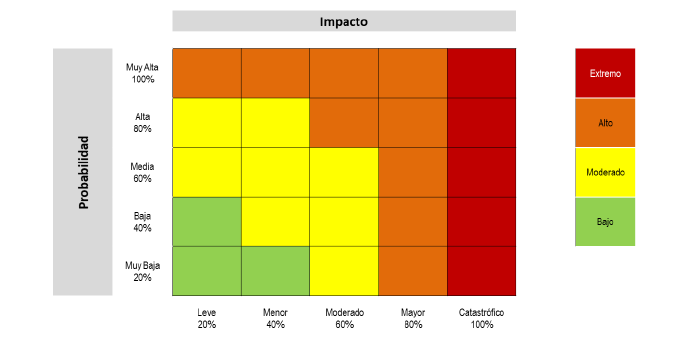 Impacto
Probabilidad
Muy Alta
100%
Alta
80%
Media
60%
Baja
40%
Muy Baja
20%
Leve
20%
Menor
40%
Moderado
60%
Mayor
80%
Catastrófico
100%
Extremo
Alto
Moderado
Bajo